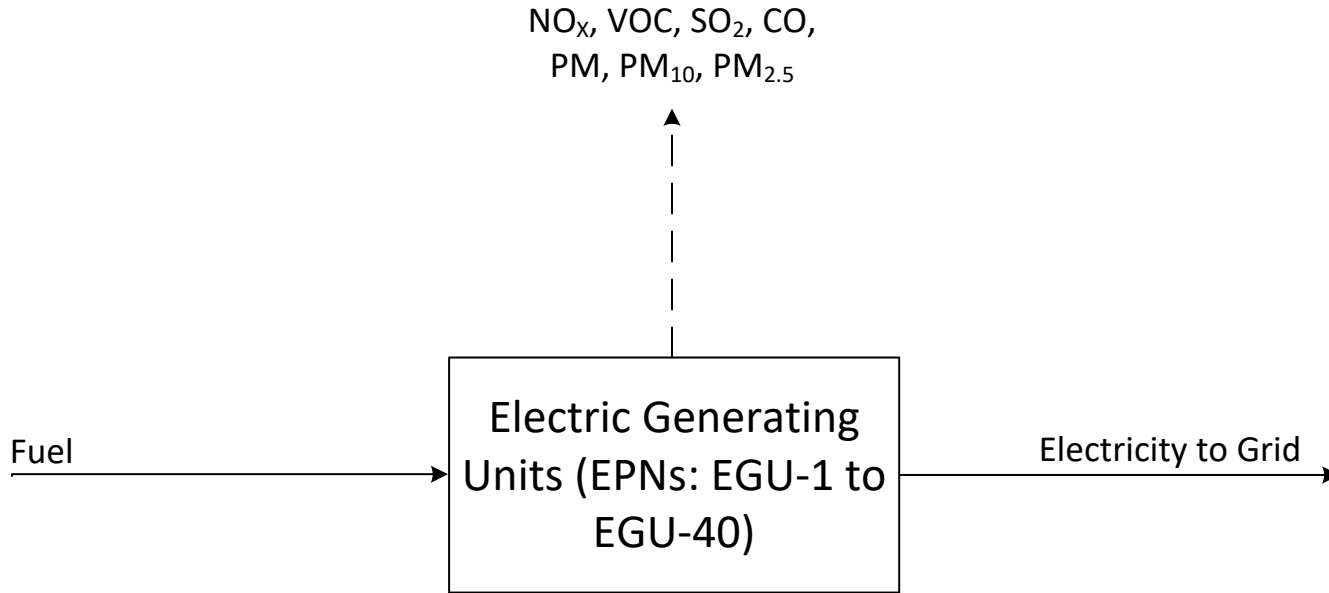 NOX, VOC, SO2, CO,
PM, PM10, PM2.5
Electric Generating
Units (EPNs: EGU-1 to
EGU-40)
Fuel
Electricity to Grid